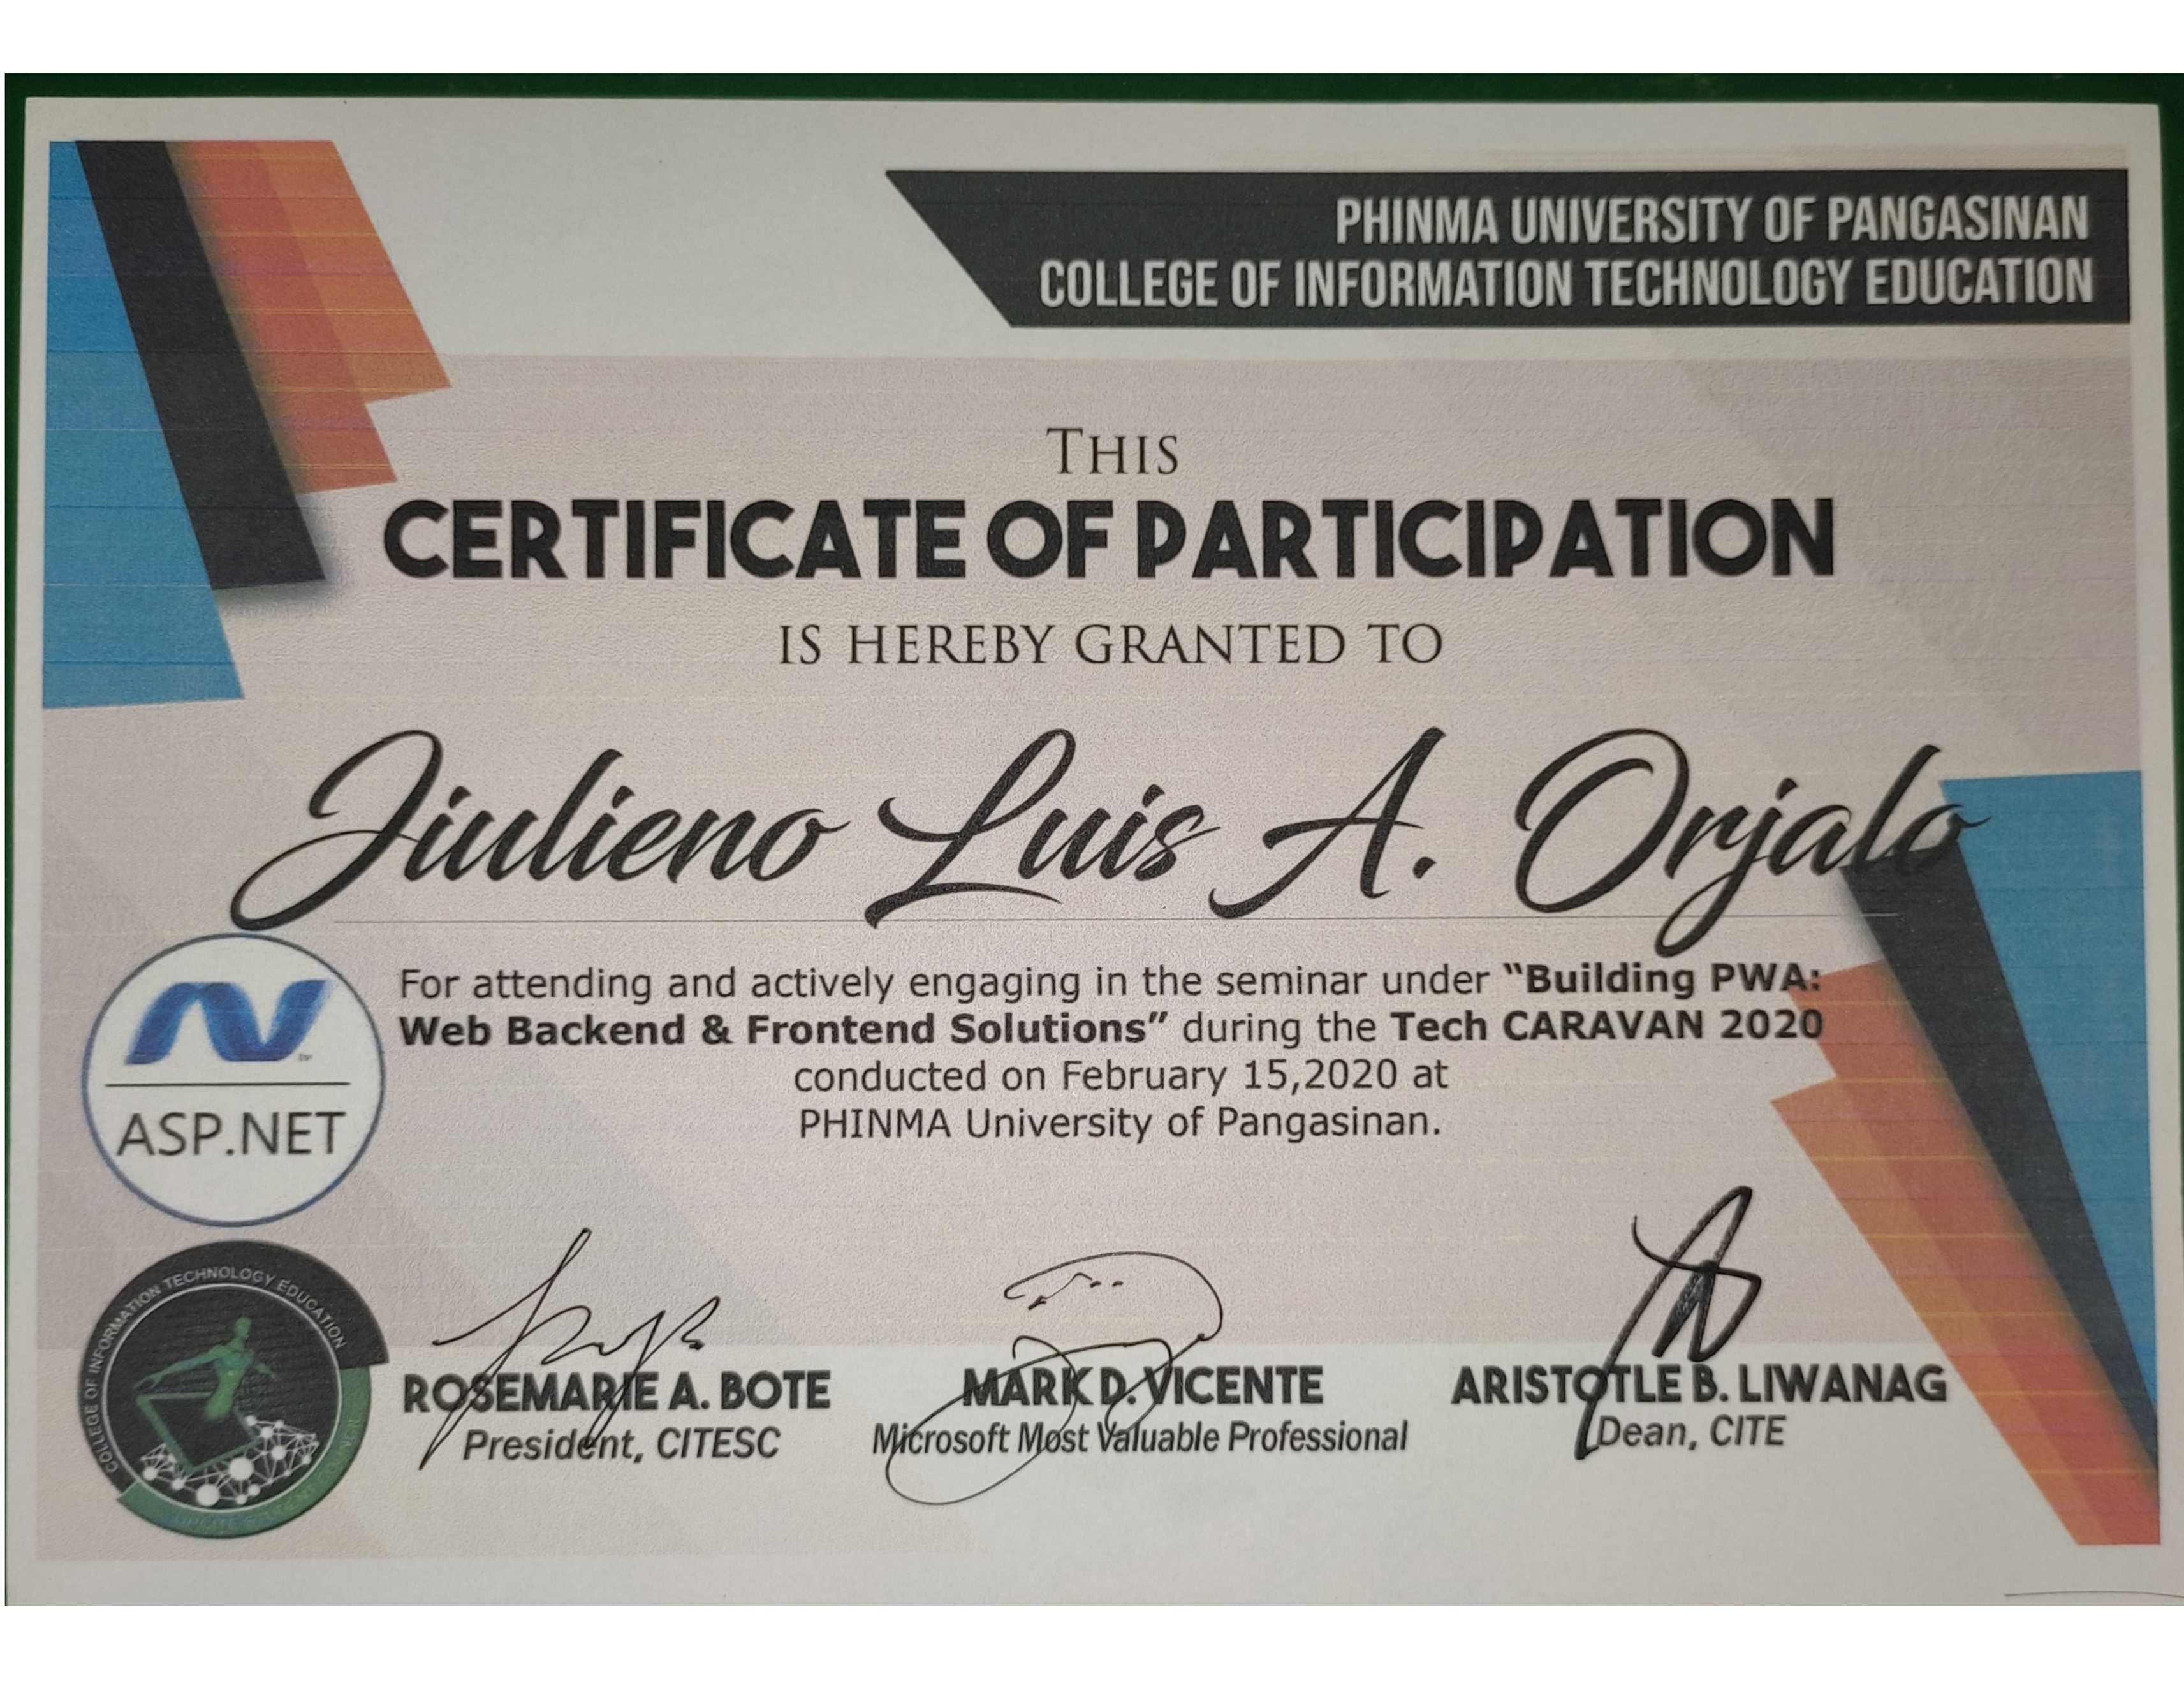 PHINMA UNIVERSITY OF PANGASINAN
COLLEGE OF INFORMATION TECHNOLOGY EDUCATION
THIS
CERTIFICATE OF PARTICIPATION
IS HEREBY GRANTED TO
Jiulieno Luis A. Orjalo
For attending and actively engaging in the seminar under “Building PWA:
Web Backend & Frontend Solutions” during the Tech CARAVAN 2020
conducted on February 15,2020 at
PHINMA University of Pangasinan.
ASP.NET
COLLEGE OF INFORMATION TECHNOLOGY EDUCATION
ROSEMARIE A. BOTE
President, CITESC
MARK D. VICENTE
Microsoft Most Valuable Professional
ARISTOTLE B. LIWANAG
Dean, CITE